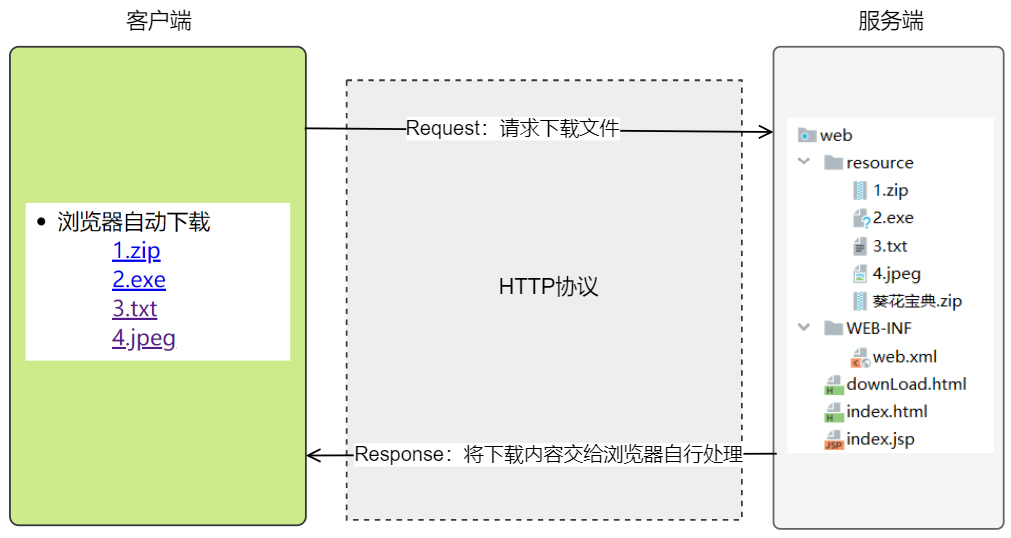 客户端
服务端
Request：请求下载文件
web
resource
1.zip
2.exe
3.txt
4.jpeg
葵花宝典.zip
WEB-INF
web.xml
downLoad.html
index.html
index.jsp
浏览器自动下载
1.zip
2.exe
3.txt
4.jpeg
HTTP协议
Response：将下载内容交给浏览器自行处理